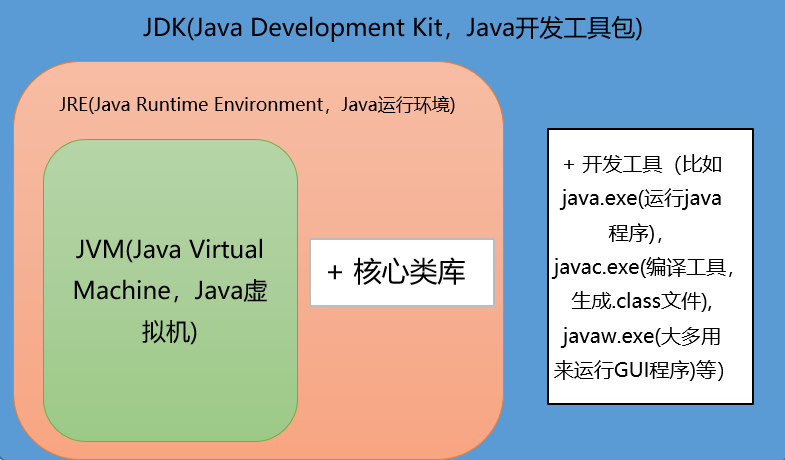 JDK(Java Development Kit，Java开发工具包)
JRE(Java Runtime Environment，Java运行环境)
JVM(Java Virtual
Machine，Java虚
拟机)
+ 核心类库
+ 开发工具（比如
java.exe(运行java
程序)，
javac.exe(编译工具，
生成.class文件),
javaw.exe(大多用
来运行GUI程序)等）